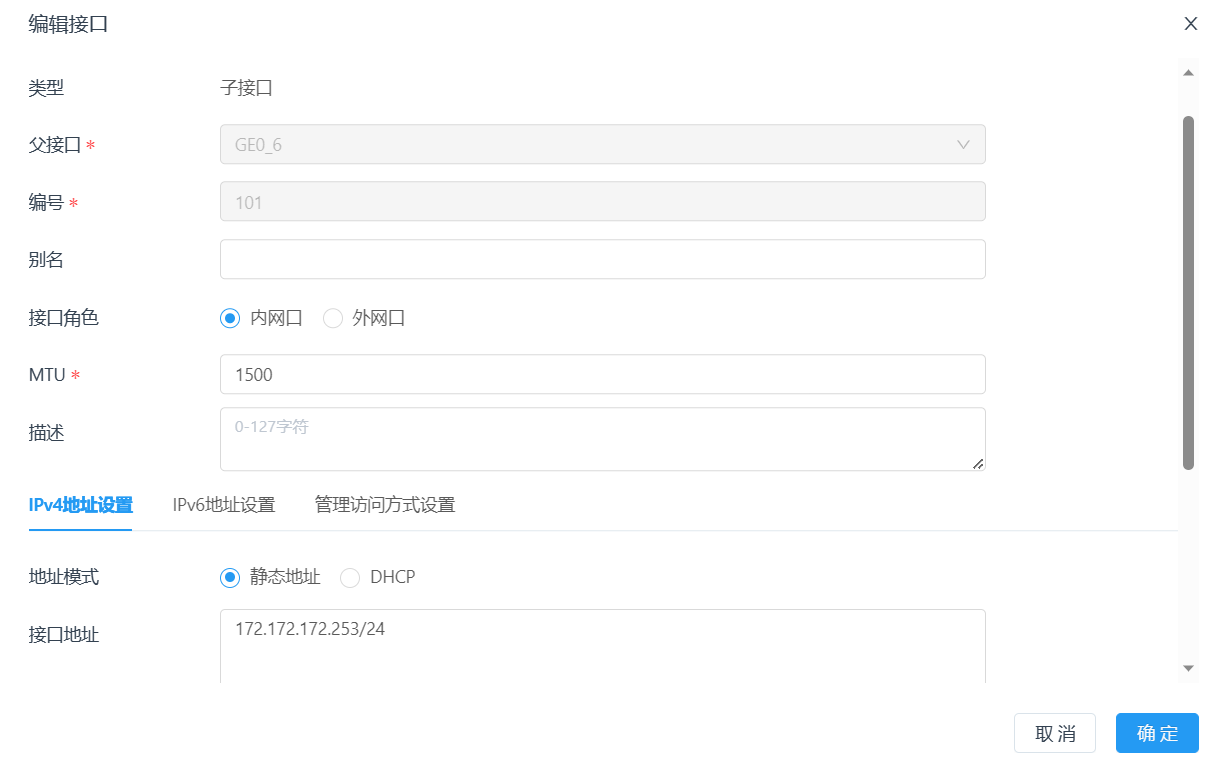 编辑接口
类型 子接口
父接口 * GE0_6
编号 * 101
别名
接口角色 内网口 外网口
MTU * 1500
描述 0-127字符
IPv4地址设置 IPv6地址设置 管理访问方式设置
地址模式 静态地址 DHCP
接口地址 172.172.172.253/24
取 消 确 定